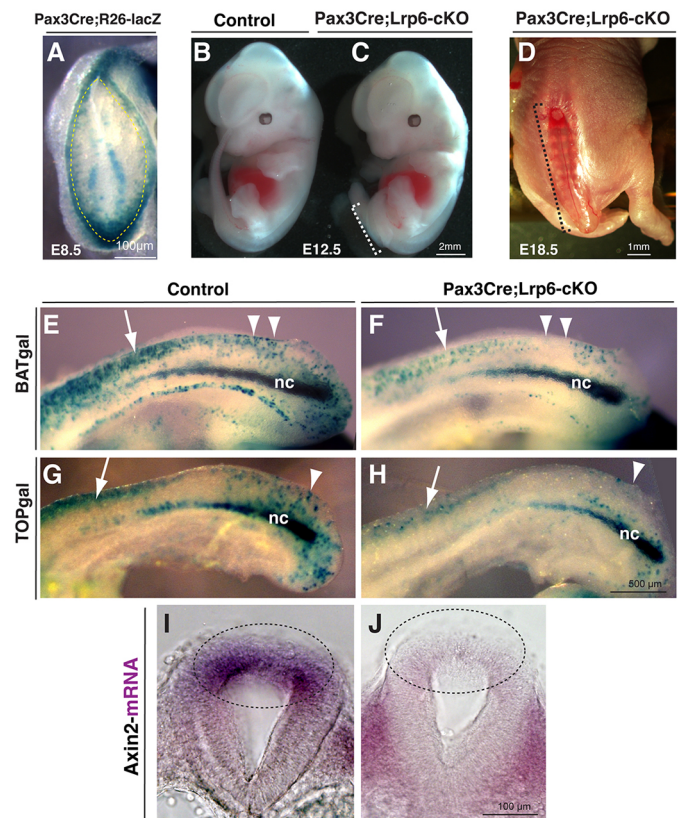 Pax3Cre;R26-lacZ
Control
Pax3Cre;Lrp6-cKO
Pax3Cre;Lrp6-cKO
A
B
C
D
E8.5
100µm
E12.5
2mm
E18.5
1mm
Control
Pax3Cre;Lrp6-cKO
BATgal
E
nc
F
nc
TOPgal
G
nc
H
nc
500 µm
Axin2-mRNA
I
J
100 µm